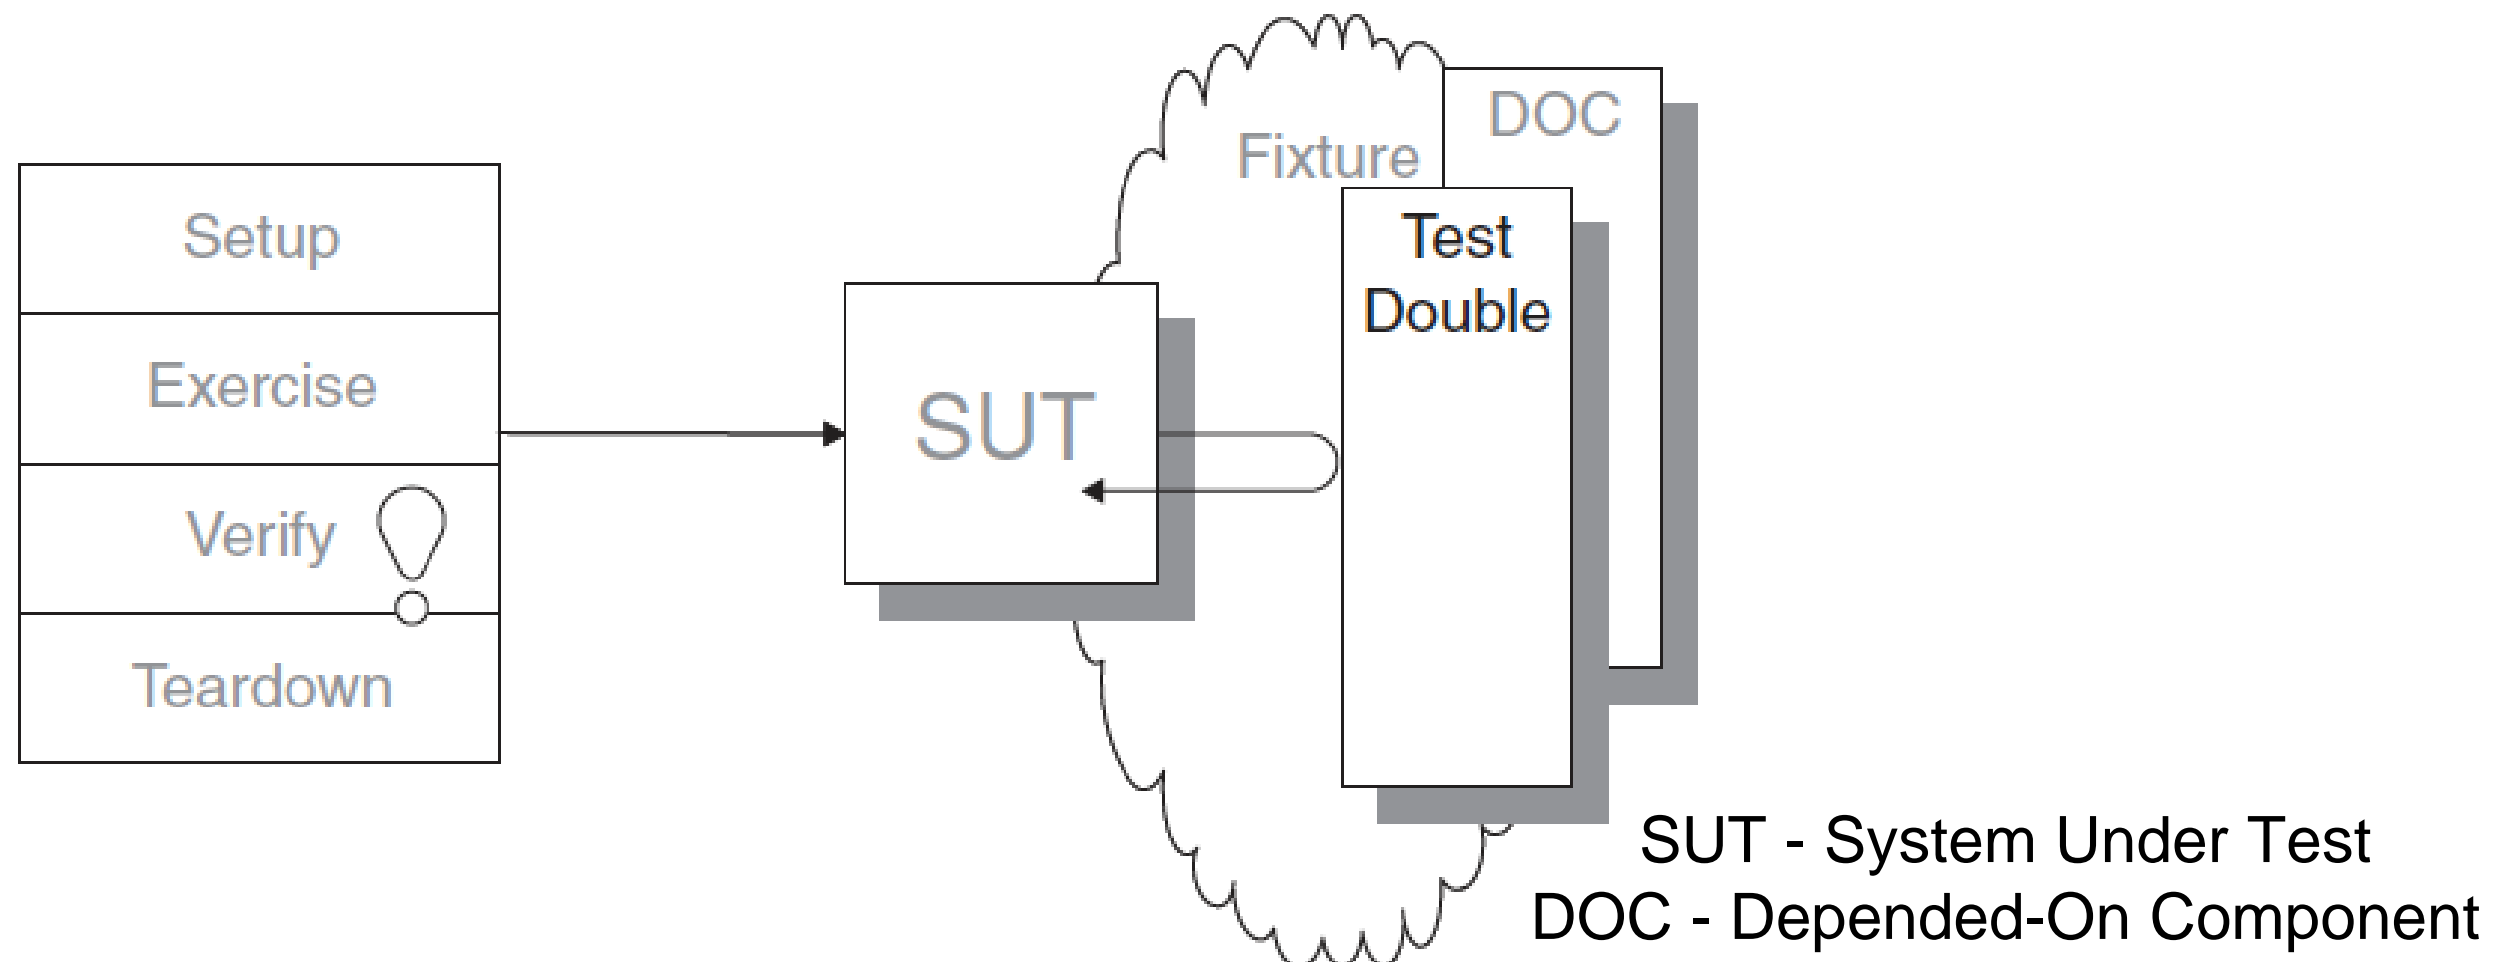 Setup
Exercise
Verify
Teardown
SUT
Fixture
DOC
Test
Double
SUT - System Under Test
DOC - Depended-On Component